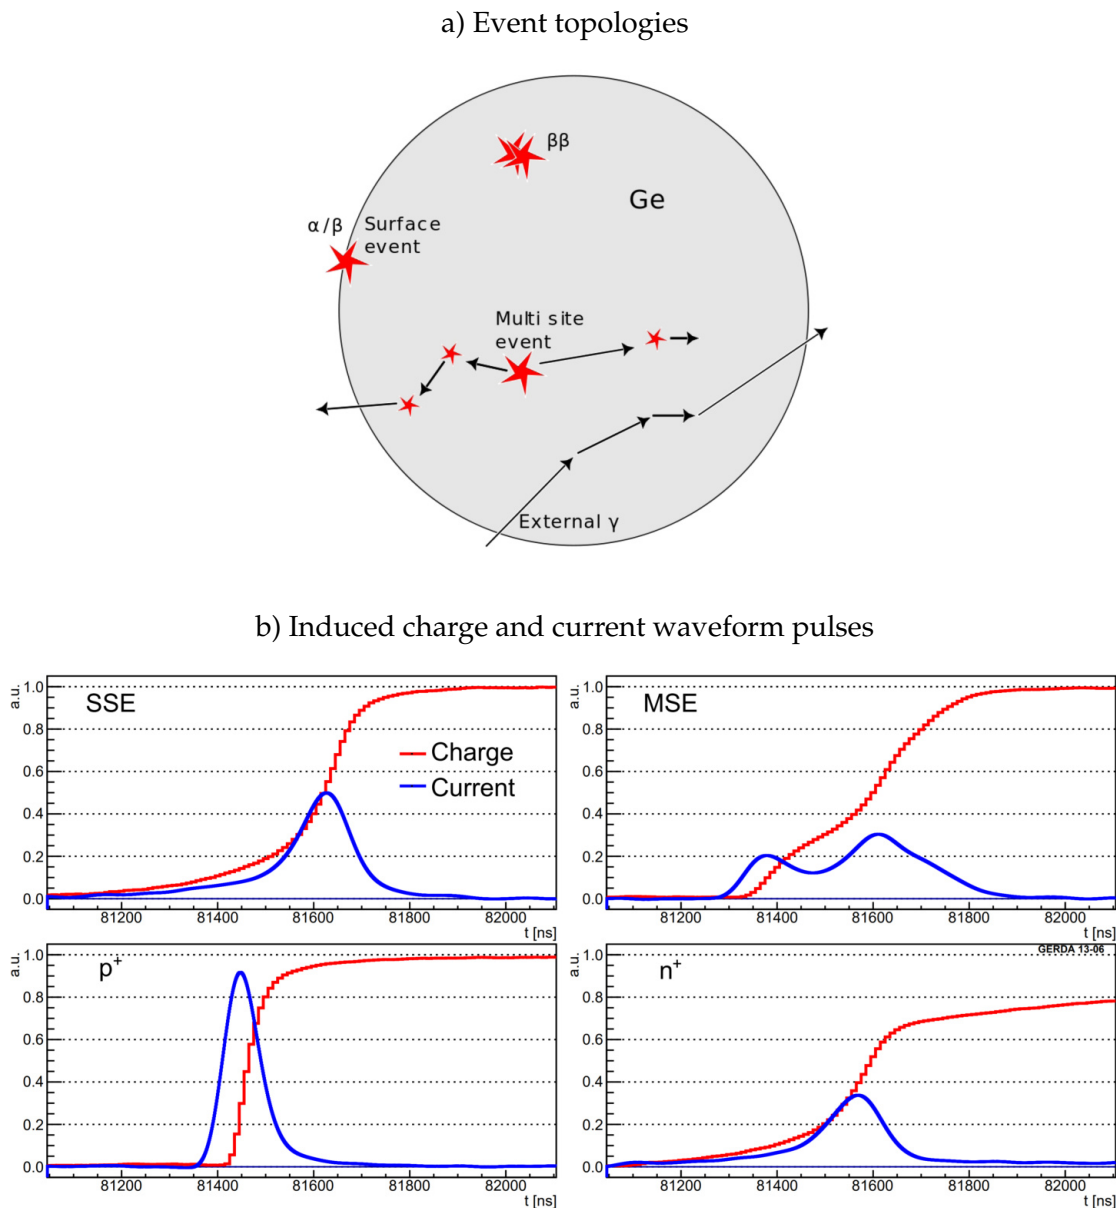 a) Event topologies
ββ
Ge
α/β Surface
event
Multi site
event
External γ
b) Induced charge and current waveform pulses
a.u.
1.0
0.8
0.6
0.4
0.2
0.0
SSE
Charge
Current
81200 81400 81600 81800 82000
t [ns]
a.u.
1.0
0.8
0.6
0.4
0.2
0.0
MSE
81200 81400 81600 81800 82000
t [ns]
a.u.
1.0
0.8
0.6
0.4
0.2
0.0
p+
81200 81400 81600 81800 82000
t [ns]
a.u.
1.0
0.8
0.6
0.4
0.2
0.0
n+
GERDA 13-06
81200 81400 81600 81800 82000
t [ns]